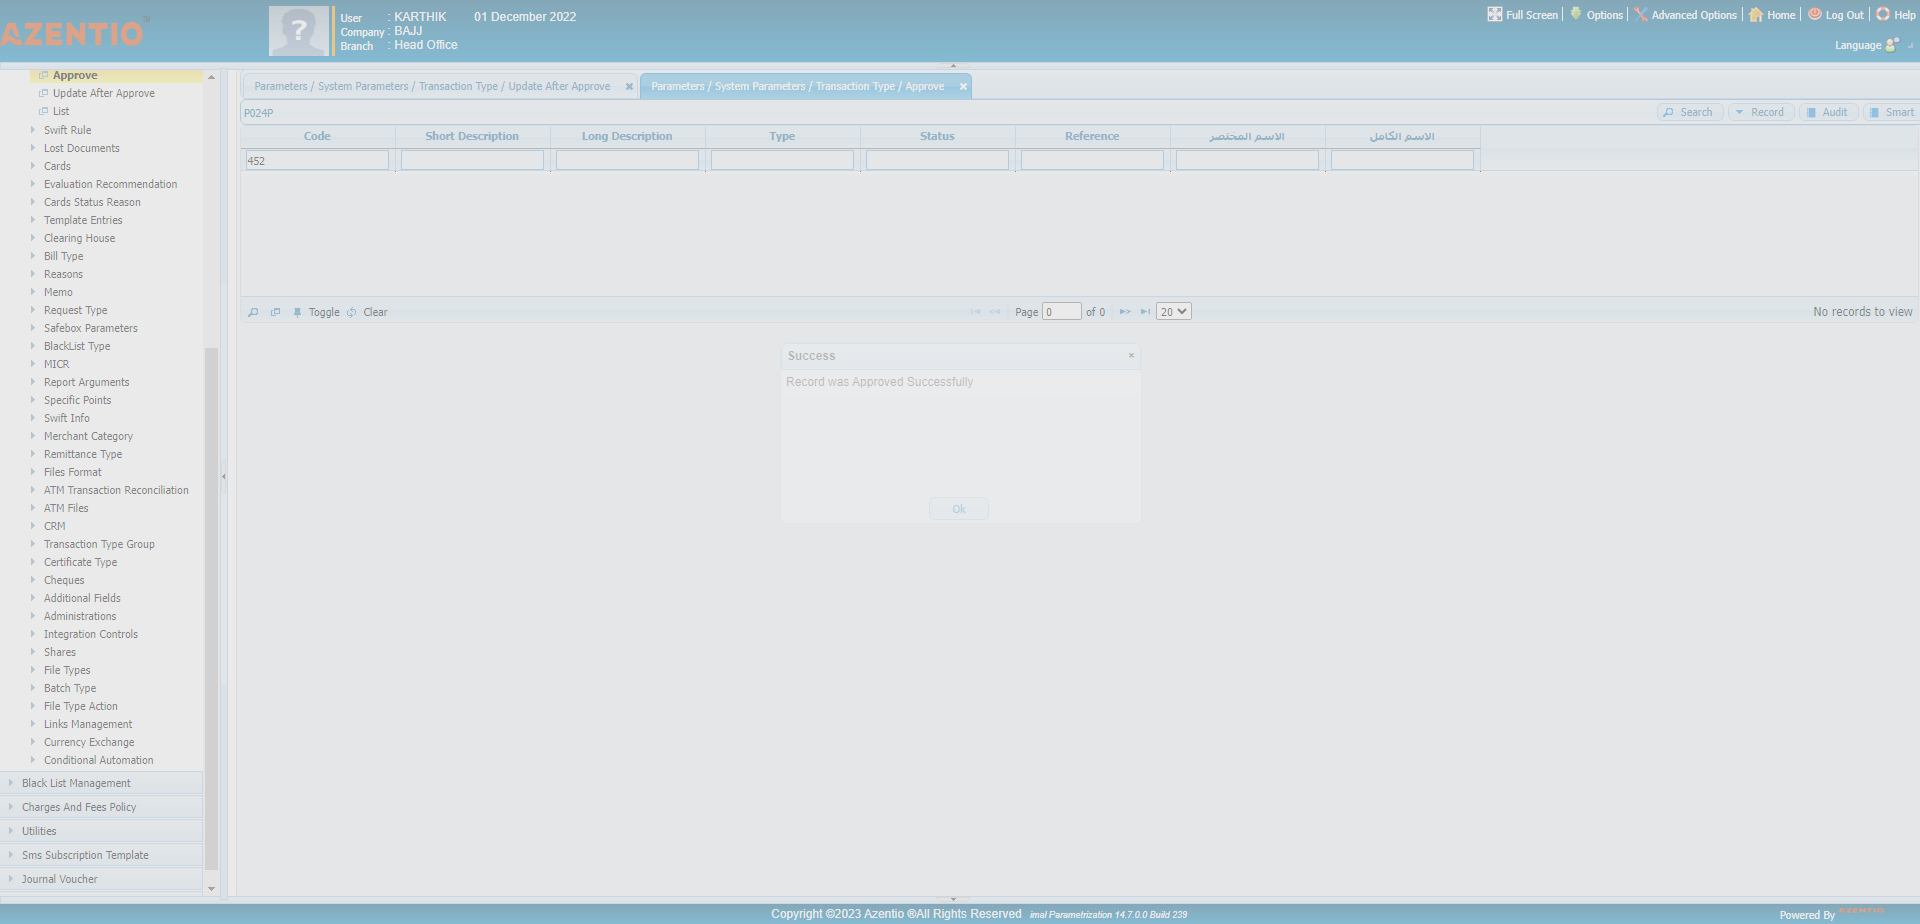 AZENTIO TM
User : KARTHIK 01 December 2022
Company : BAJJ
Branch : Head Office
Full Screen Options Advanced Options Home Log Out Help
Language
Approve
Update After Approve
List
Swift Rule
Lost Documents
Cards
Evaluation Recommendation
Cards Status Reason
Template Entries
Clearing House
Bill Type
Reasons
Memo
Request Type
Safebox Parameters
BlackList Type
MICR
Report Arguments
Specific Points
Swift Info
Merchant Category
Remittance Type
Files Format
ATM Transaction Reconciliation
ATM Files
CRM
Transaction Type Group
Certificate Type
Cheques
Additional Fields
Administrations
Integration Controls
Shares
File Types
Batch Type
File Type Action
Links Management
Currency Exchange
Conditional Automation
Black List Management
Charges And Fees Policy
Utilities
Sms Subscription Template
Journal Voucher
Parameters / System Parameters / Transaction Type / Update After Approve
Parameters / System Parameters / Transaction Type / Approve
P024P
Search Record Audit Smart
Code Short Description Long Description Type Status Reference الاسم المختصر الاسم الكامل
452
Toggle Clear
Page 0 of 0 20
No records to view
Success
Record was Approved Successfully
Ok
Copyright ©2023 Azentio ®All Rights Reserved imal Parametrization 14.7.0.0 Build 239
Powered By AZENTIO